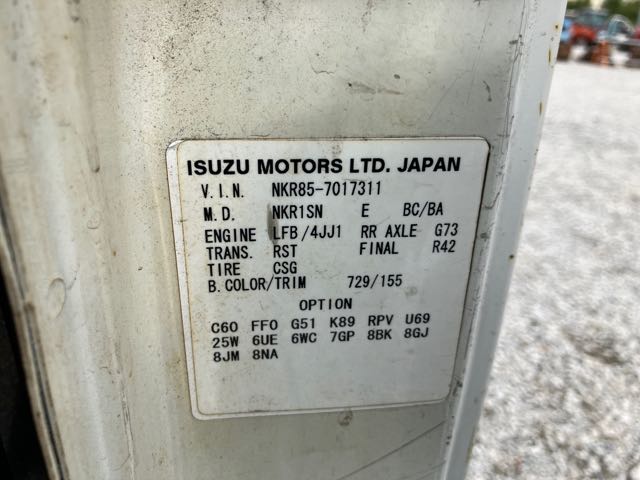 ISUZU MOTORS LTD. JAPAN
V.I.N. NKR85-7017311
M.D. NKR1SN E BC/BA
ENGINE LFB/4JJ1 RR AXLE G73
TRANS. RST FINAL R42
TIRE CSG
B.COLOR/TRIM 729/155
OPTION
C60 FF0 G51 K89 RPV U69
25W 6UE 6WC 7GP 8BK 8GJ
8JM 8NA